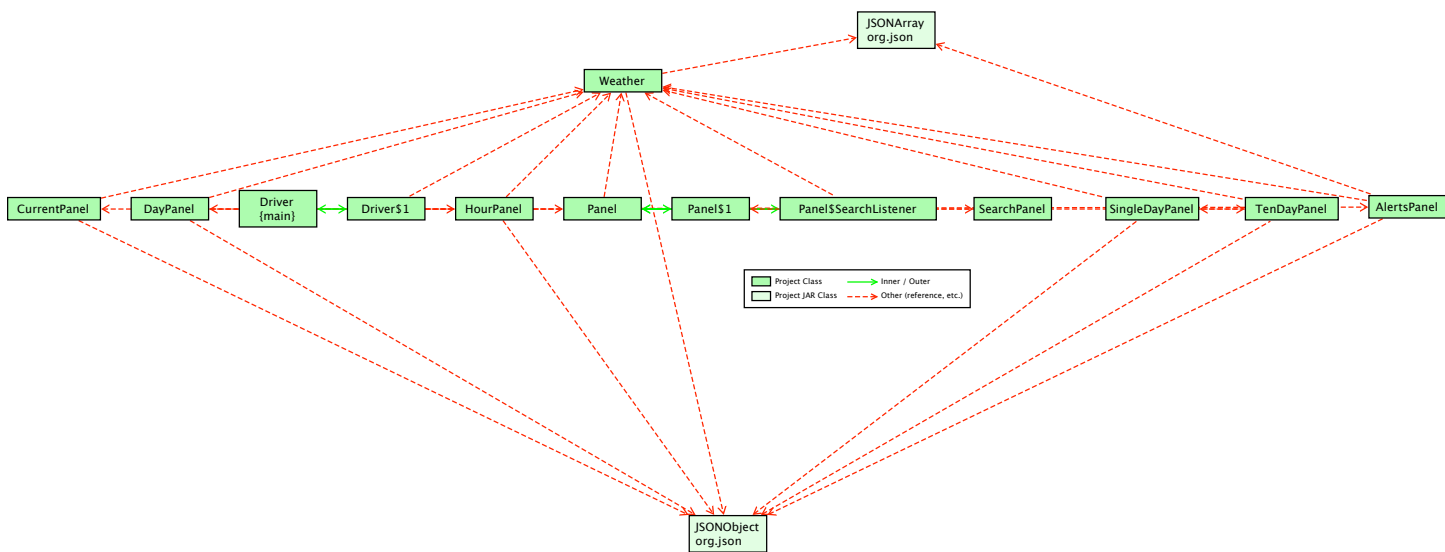 JSONArray
org.json
Weather
CurrentPanel
DayPanel
Driver
{main}
Driver$1
HourPanel
Panel
Panel$1
Panel$SearchListener
SearchPanel
SingleDayPanel
TenDayPanel
AlertsPanel
Project Class
Inner / Outer
Project JAR Class
Other (reference, etc.)
JSONObject
org.json